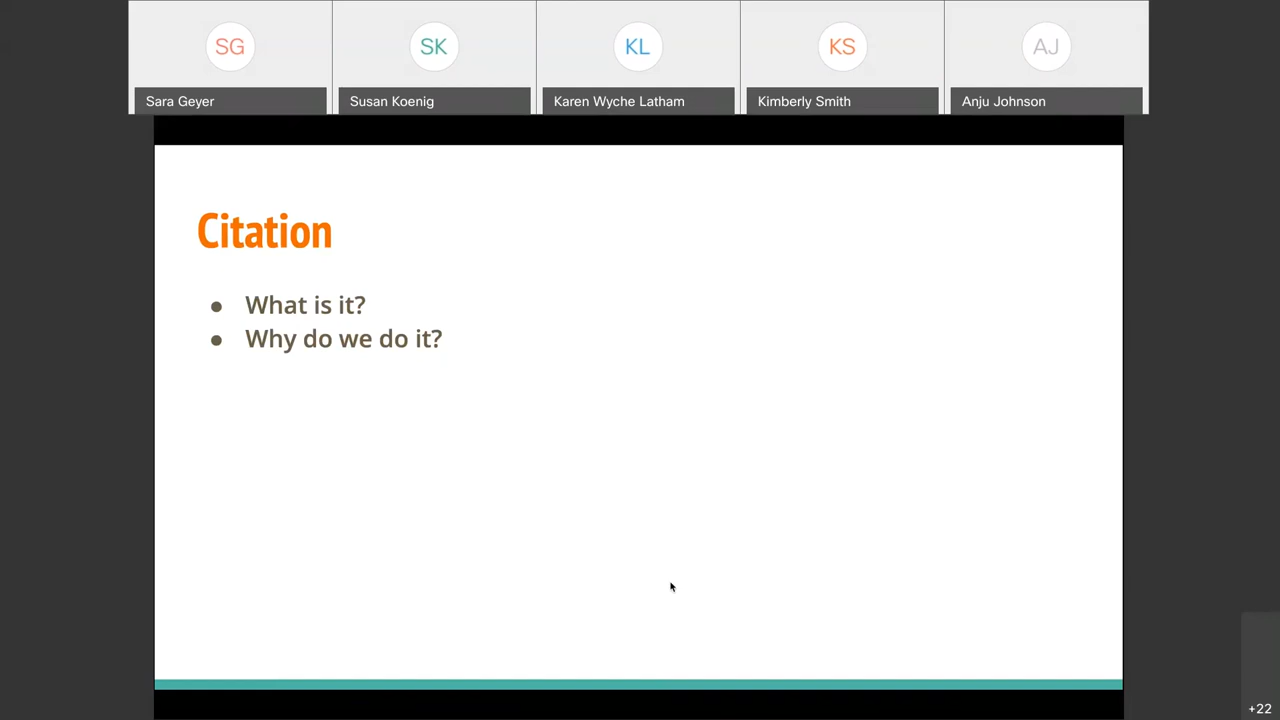 SG SK KL KS AJ
Sara Geyer Susan Koenig Karen Wyche Latham Kimberly Smith Anju Johnson
Citation
● What is it?
● Why do we do it?
+22